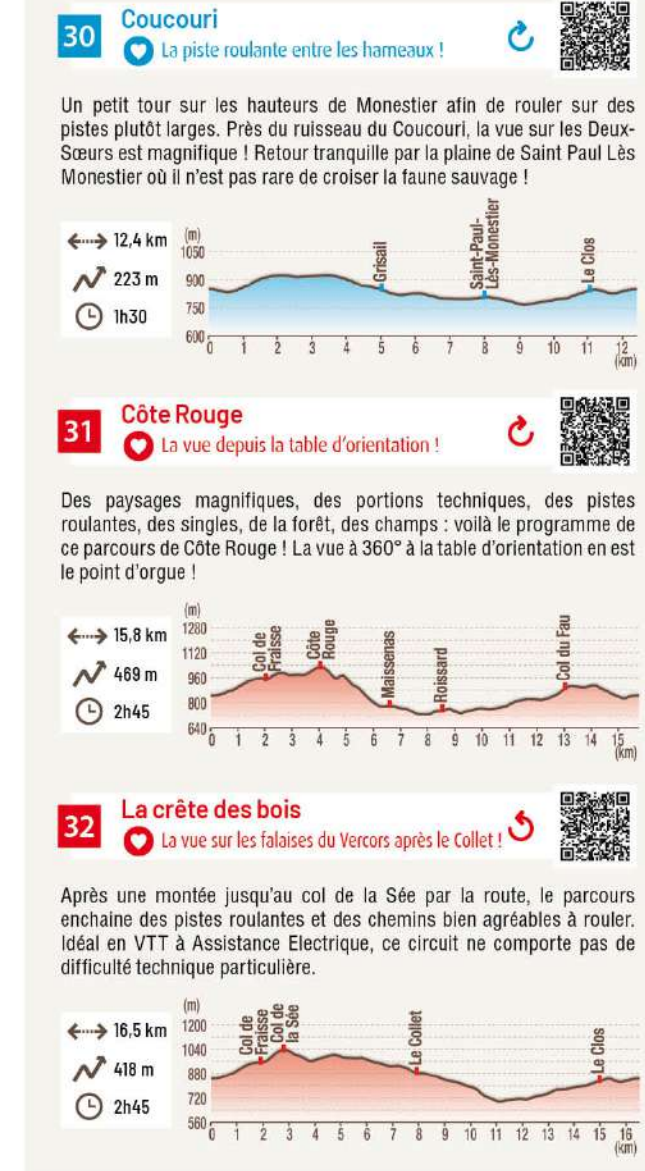 30
Coucouri
La piste roulante entre les hameaux !
Un petit tour sur les hauteurs de Monestier afin de rouler sur des
pistes plutôt larges. Près du ruisseau du Coucouri, la vue sur les Deux-
Sœurs est magnifique ! Retour tranquille par la plaine de Saint Paul Lès
Monestier où il n'est pas rare de croiser la faune sauvage !
12,4 km
223 m
1h30
(m)
1050
900
750
600
Grisail
Saint-Paul-
Lès-Monestier
Le Clos
0 1 2 3 4 5 6 7 8 9 10 11 12
(km)
31
Côte Rouge
La vue depuis la table d'orientation !
Des paysages magnifiques, des portions techniques, des pistes
roulantes, des singles, de la forêt, des champs : voilà le programme de
ce parcours de Côte Rouge ! La vue à 360° à la table d'orientation en est
le point d'orgue !
15,8 km
469 m
2h45
(m)
1280
1120
960
800
640
Col de
Fraisse
Côte
Rouge
Maissenas
Roissard
Col du Fau
0 1 2 3 4 5 6 7 8 9 10 11 12 13 14 15
(km)
32
La crête des bois
La vue sur les falaises du Vercors après le Collet !
Après une montée jusqu'au col de la Sée par la route, le parcours
enchaine des pistes roulantes et des chemins bien agréables à rouler.
Idéal en VTT à Assistance Electrique, ce circuit ne comporte pas de
difficulté technique particulière.
16,5 km
418 m
2h45
(m)
1200
1040
880
720
560
Col de
Fraisse
Col de
la Sée
Le Collet
Le Clos
0 1 2 3 4 5 6 7 8 9 10 11 12 13 14 15 16
(km)